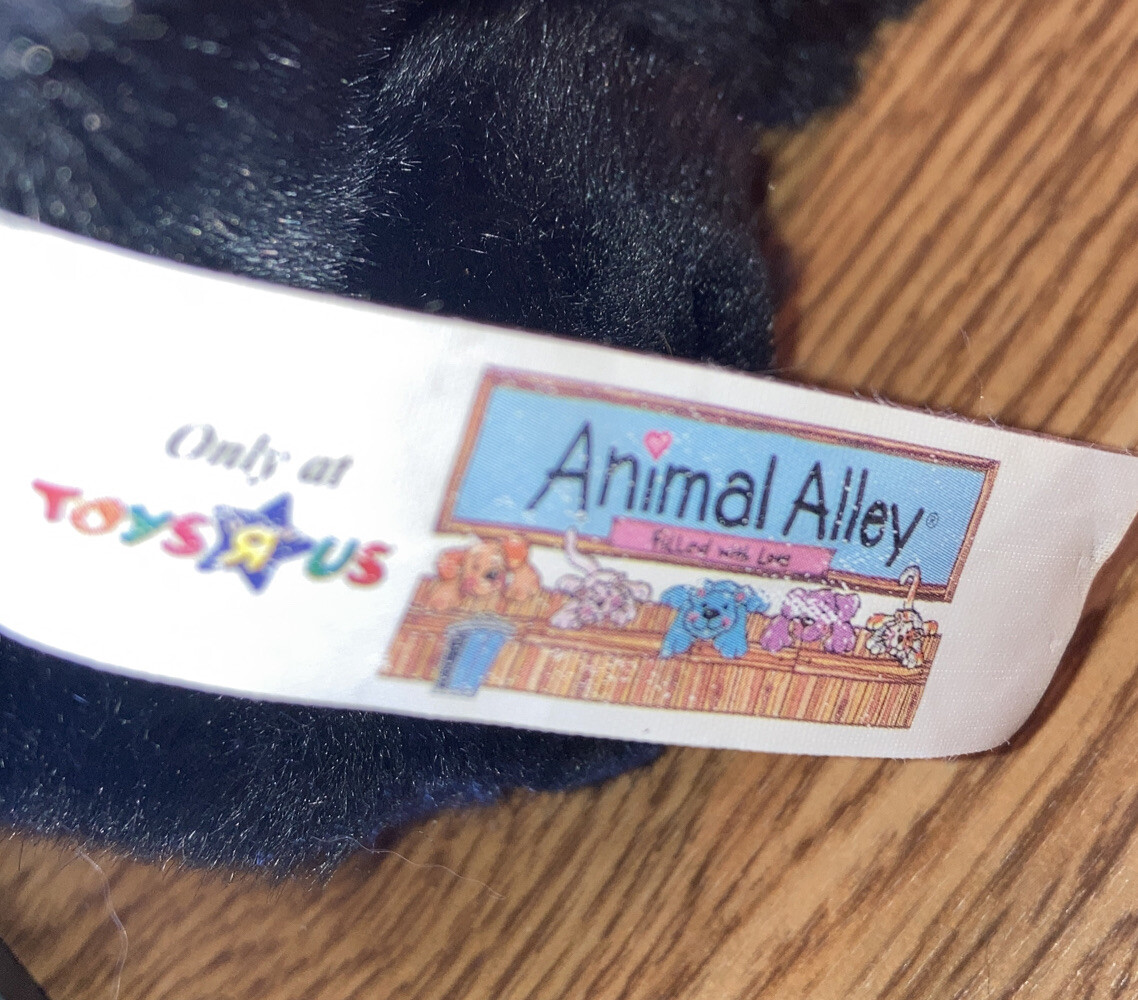 Only at
TOYS R US
Animal Alley®
Filled with Love